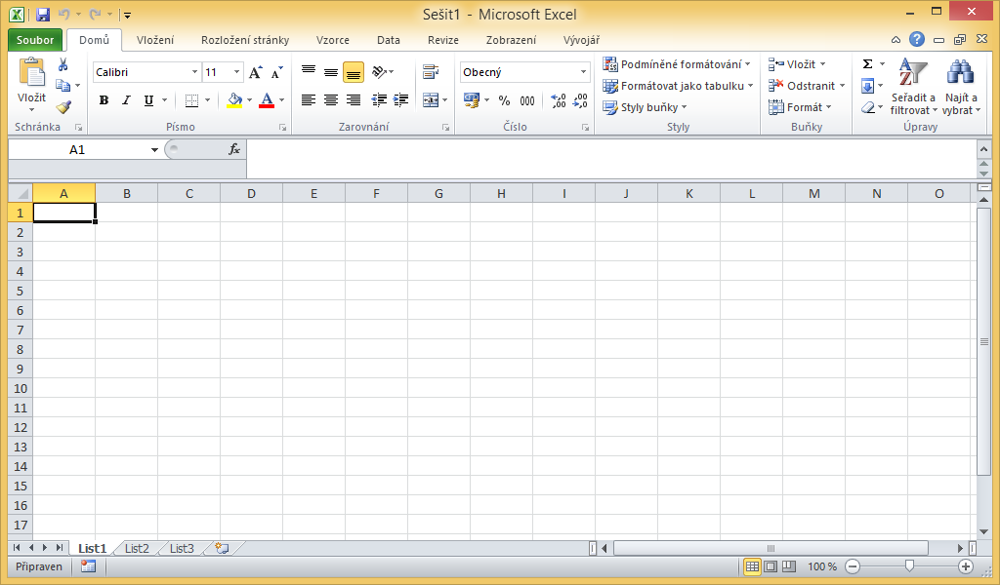 Sešit1 - Microsoft Excel
Soubor Domů Vložení Rozložení stránky Vzorce Data Revize Zobrazení Vývojář
Vložit
Schránka
Calibri 11
B I U A
Písmo
Zarovnání
Obecný
% 000
Číslo
Podmíněné formátování
Formátovat jako tabulku
Styly buňky
Styly
Vložit
Odstranit
Formát
Buňky
Σ
Seřadit a filtrovat
Najít a vybrat
Úpravy
A1 fx
A B C D E F G H I J K L M N O
1
2
3
4
5
6
7
8
9
10
11
12
13
14
15
16
17
List1 List2 List3
Připraven 100 %